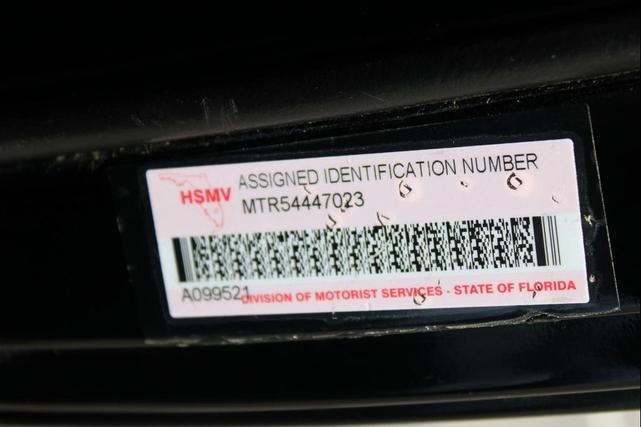 HSMV
ASSIGNED IDENTIFICATION NUMBER
MTR54447023
A099521
DIVISION OF MOTORIST SERVICES - STATE OF FLORIDA